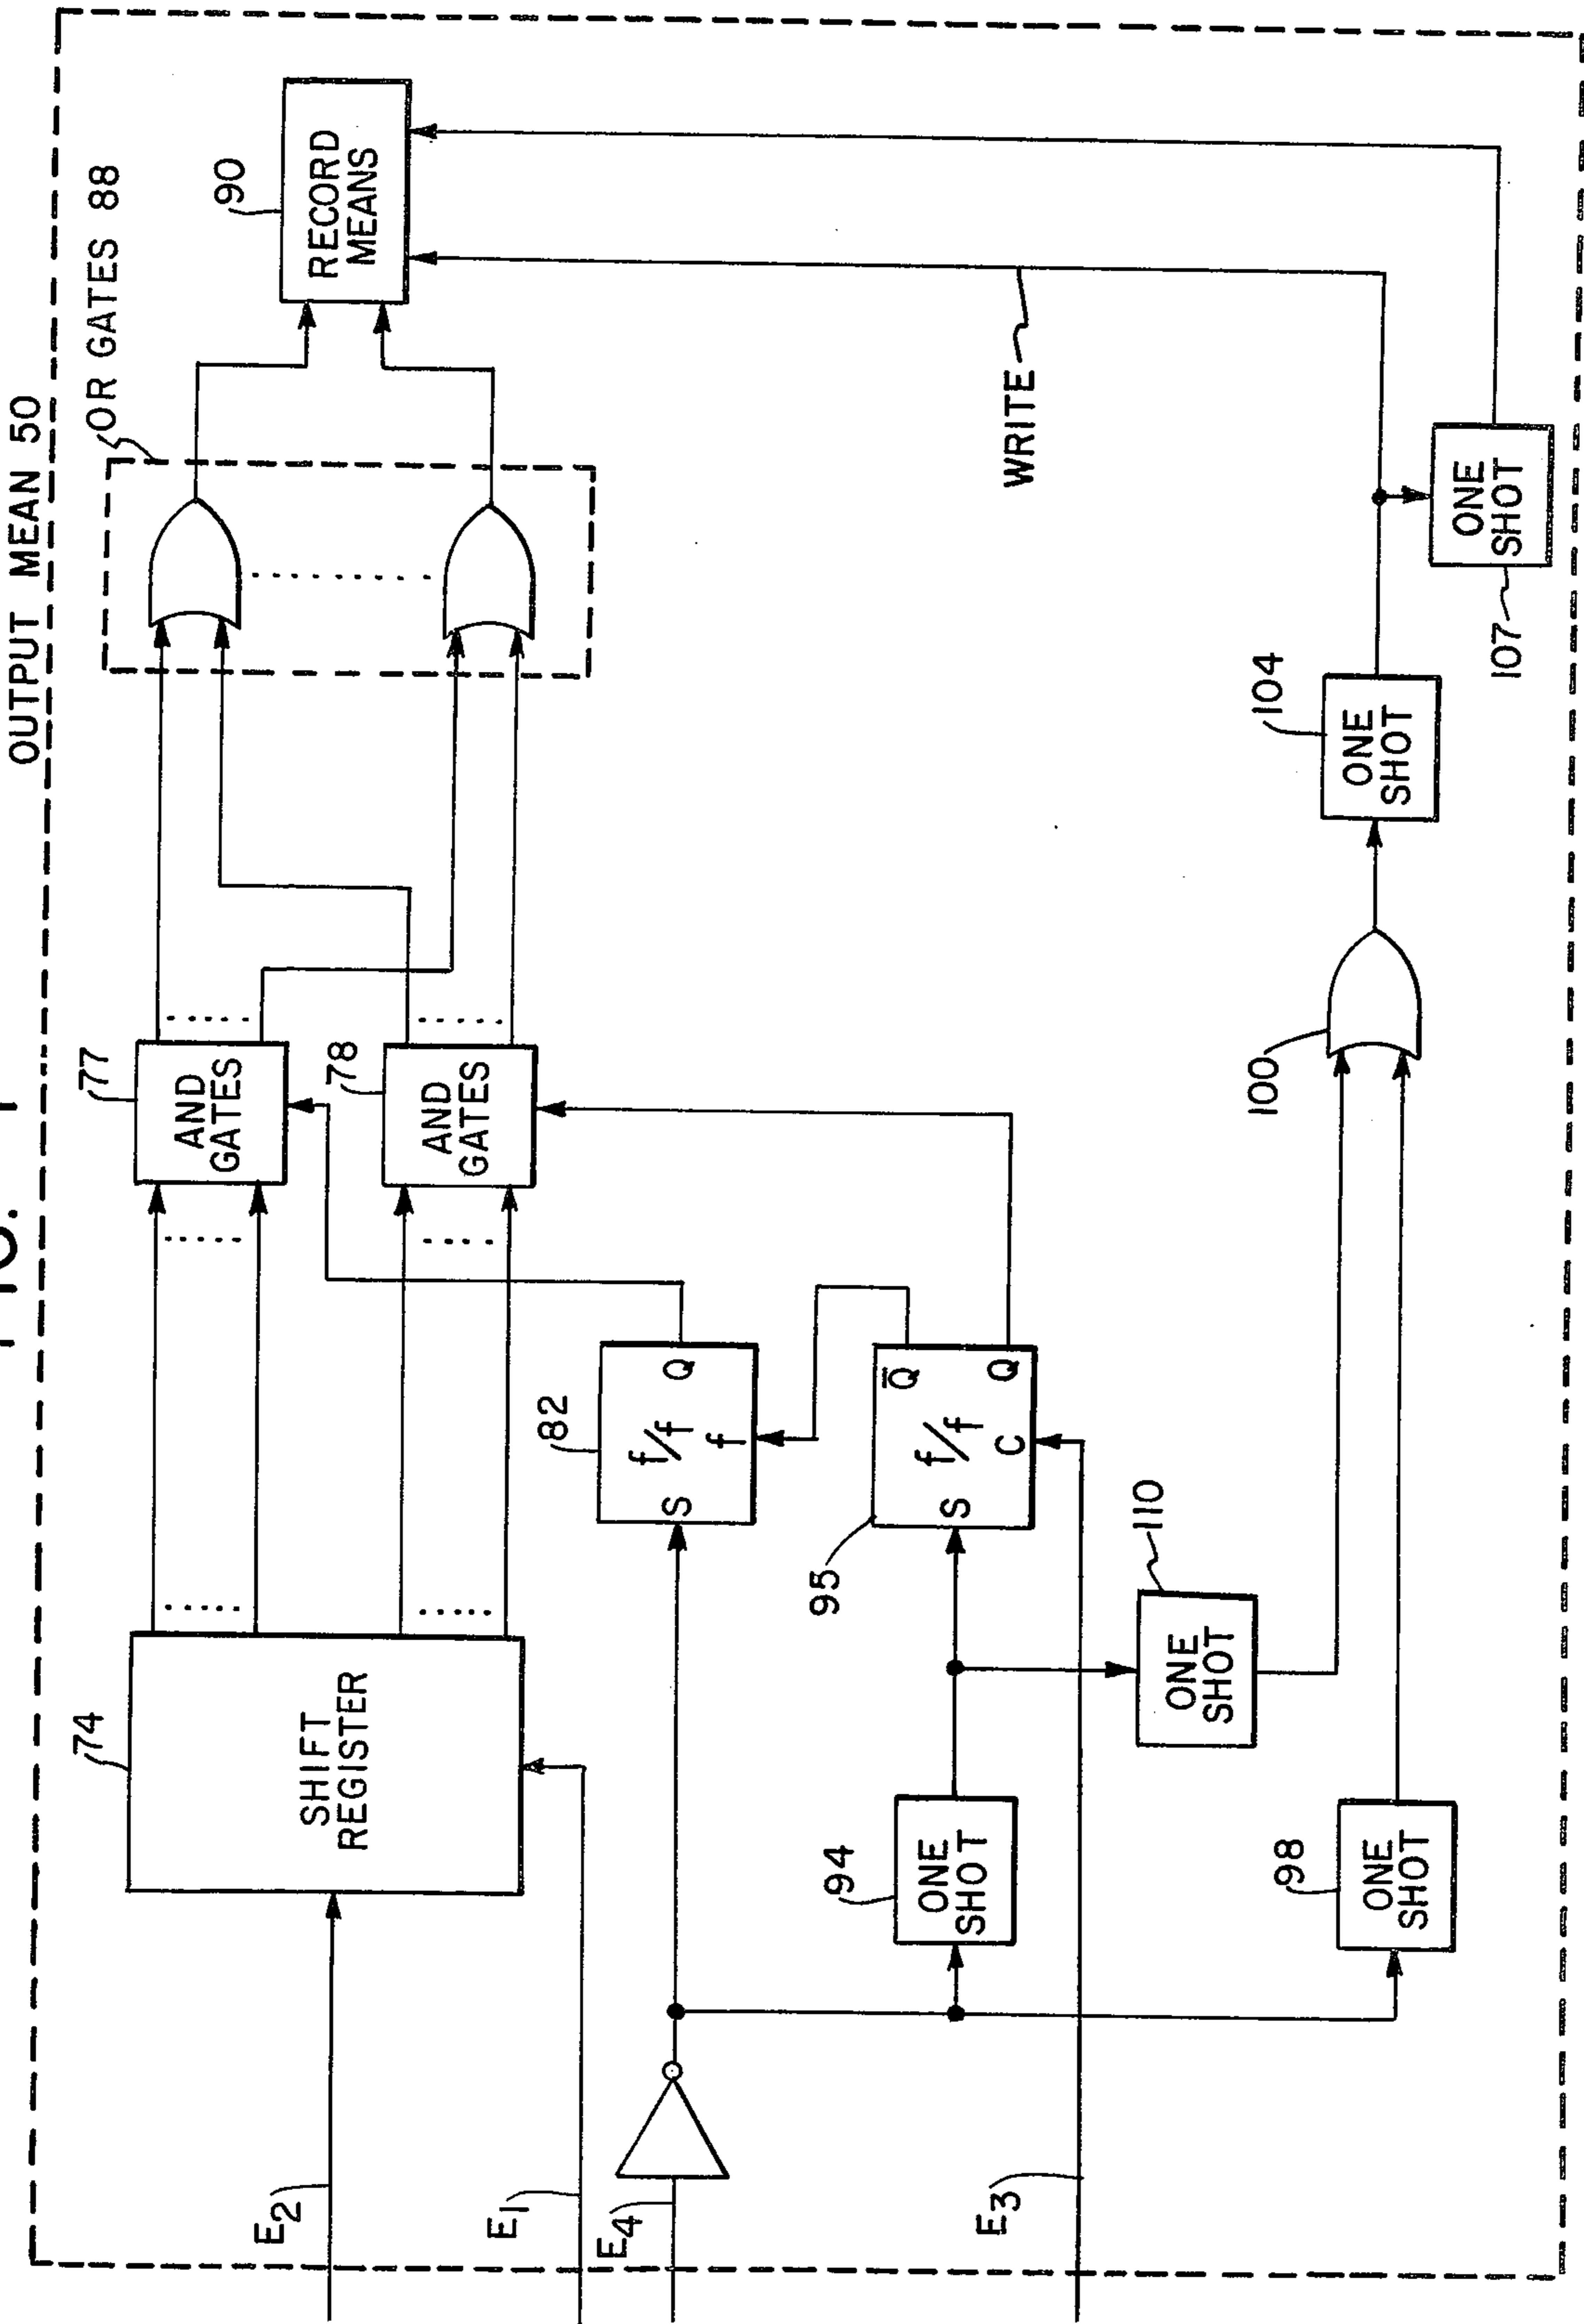 OUTPUT MEAN 50
OR GATES 88
90
RECORD
MEANS
77
AND
GATES
78
AND
GATES
74
SHIFT
REGISTER
82
S f/f Q
f
95
S f/f Q̅
C Q
94
ONE
SHOT
110
ONE
SHOT
98
ONE
SHOT
100
104
ONE
SHOT
107
ONE
SHOT
WRITE
E2
E1
E4
E3